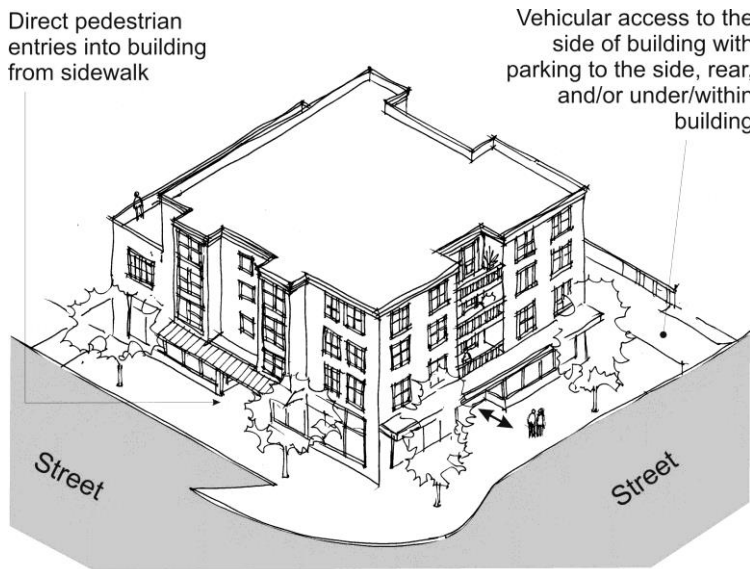 Direct pedestrian
entries into building
from sidewalk
Vehicular access to the
side of building with
parking to the side, rear,
and/or under/within
building
Street
Street